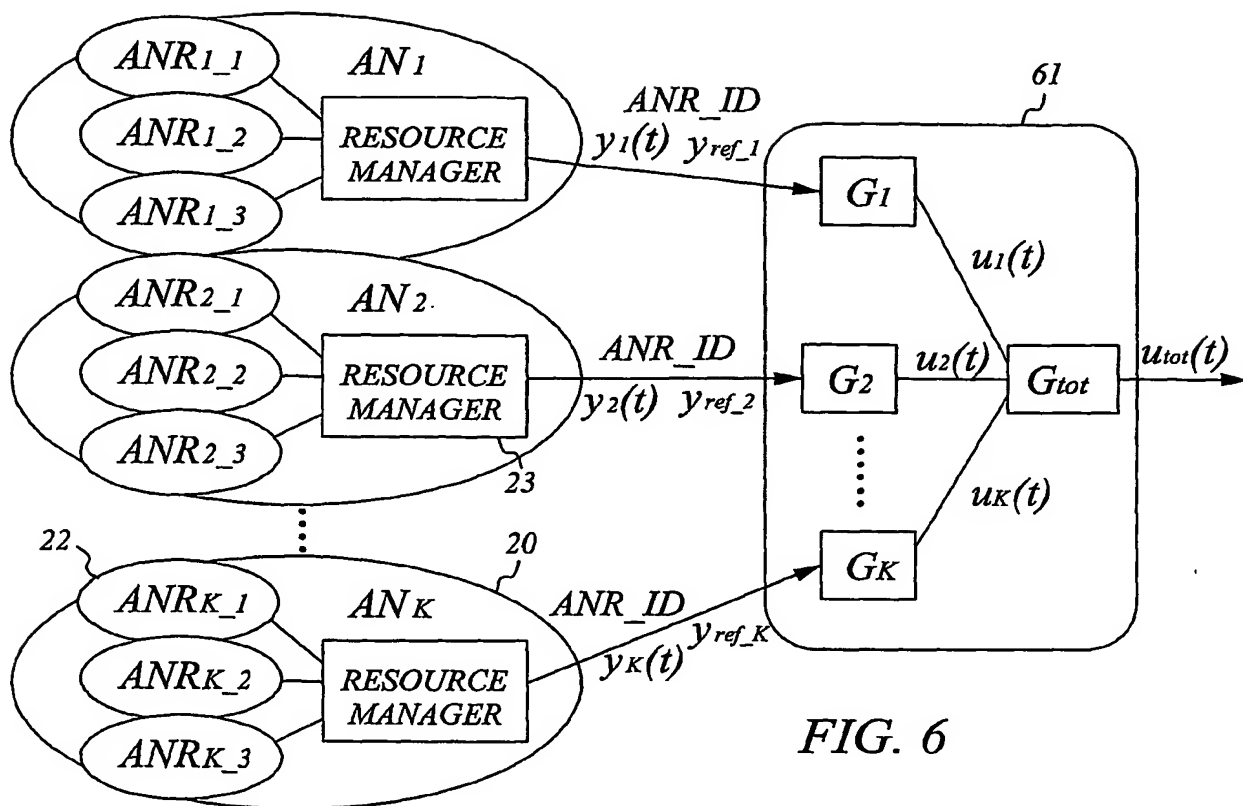 ANR1_1
AN1
ANR1_2
RESOURCE
MANAGER
ANR1_3
ANR_ID
y1(t) yref_1
61
G1
u1(t)
ANR2_1
AN2
ANR2_2
RESOURCE
MANAGER
ANR2_3
23
ANR_ID
y2(t) yref_2
G2
u2(t)
Gtot
utot(t)
uK(t)
GK
22
20
ANRK_1
ANK
ANRK_2
RESOURCE
MANAGER
ANRK_3
ANR_ID
yK(t) yref_K
FIG. 6